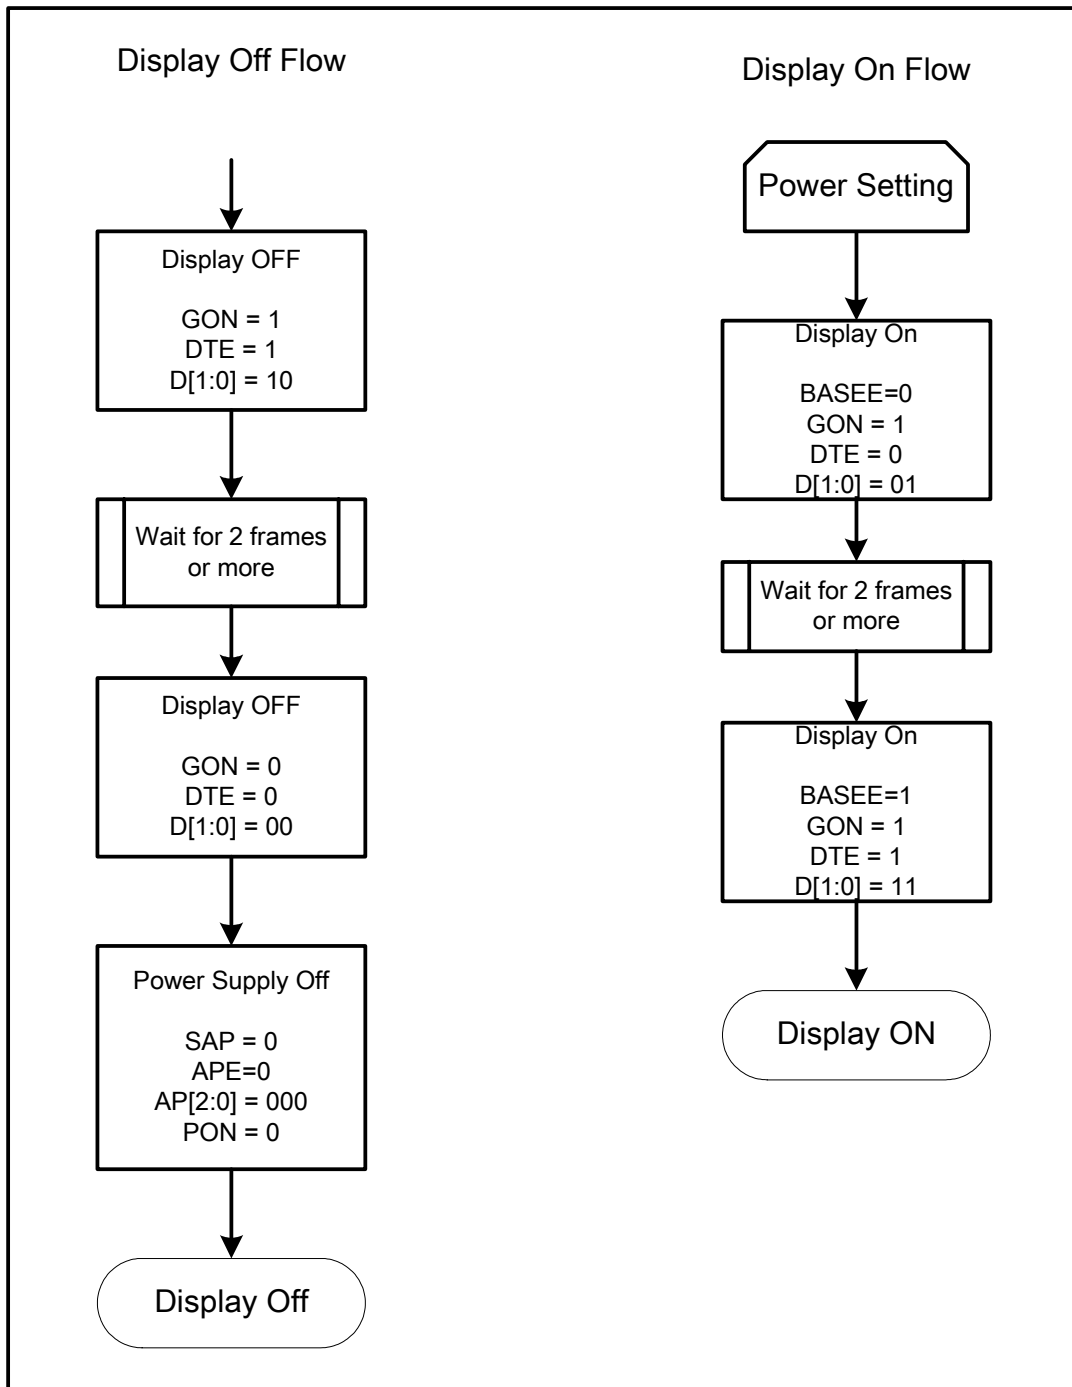 Display Off Flow
Display OFF
GON = 1
DTE = 1
D[1:0] = 10
Wait for 2 frames
or more
Display OFF
GON = 0
DTE = 0
D[1:0] = 00
Power Supply Off
SAP = 0
APE=0
AP[2:0] = 000
PON = 0
Display Off
Display On Flow
Power Setting
Display On
BASEE=0
GON = 1
DTE = 0
D[1:0] = 01
Wait for 2 frames
or more
Display On
BASEE=1
GON = 1
DTE = 1
D[1:0] = 11
Display ON